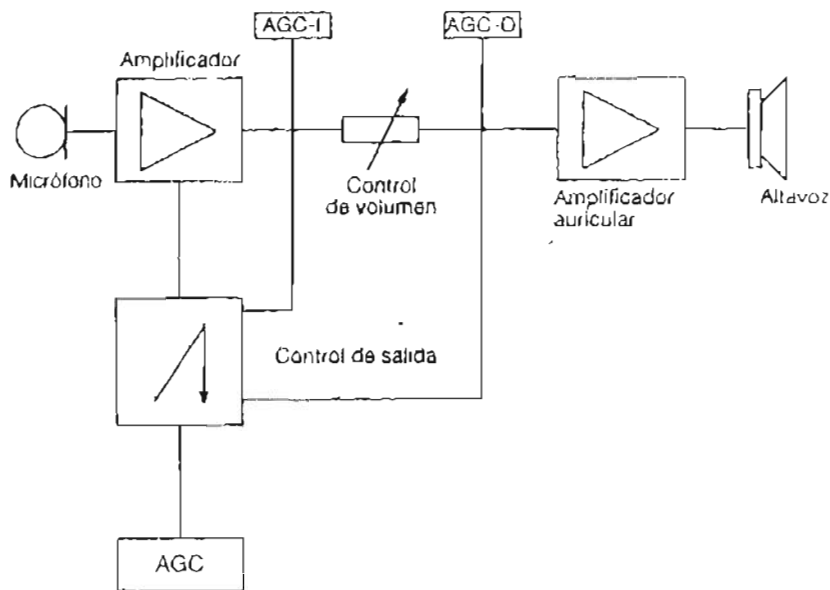 AGC-I
AGC-O
Amplificador
Micrófono
Control
de volumen
Amplificador
auricular
Altavoz
Control de salida
AGC